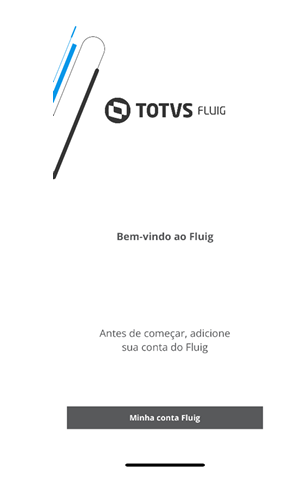 TOTVS FLUIG
Bem-vindo ao Fluig
Antes de começar, adicione
sua conta do Fluig
Minha conta Fluig